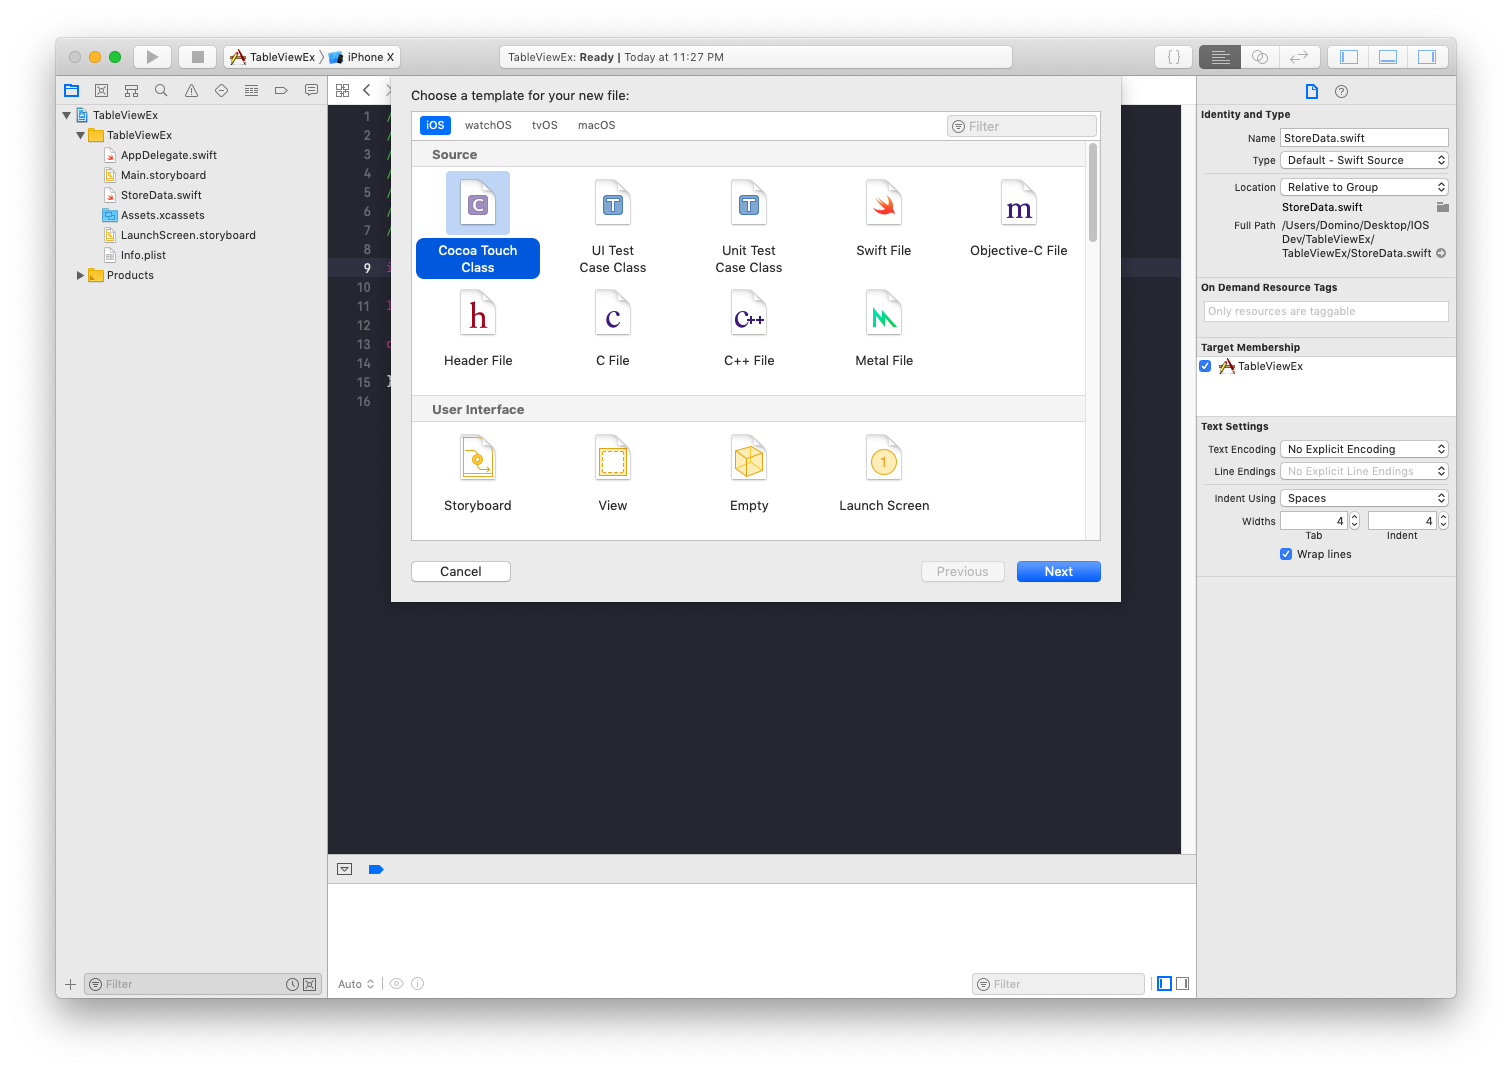 TableViewEx
iPhone X
TableViewEx: Ready | Today at 11:27 PM
{ }
TableViewEx
TableViewEx
AppDelegate.swift
Main.storyboard
StoreData.swift
Assets.xcassets
LaunchScreen.storyboard
Info.plist
Products
Filter
1
2
3
4
5
6
7
8
9
10
11
12
13
14
15
16
Choose a template for your new file:
iOS watchOS tvOS macOS
Filter
Source
Cocoa Touch
Class
UI Test
Case Class
Unit Test
Case Class
Swift File
Objective-C File
Header File
C File
C++ File
Metal File
User Interface
Storyboard
View
Empty
Launch Screen
Cancel
Previous
Next
Auto
Filter
Identity and Type
Name StoreData.swift
Type Default - Swift Source
Location Relative to Group
StoreData.swift
Full Path /Users/Domino/Desktop/IOS
Dev/TableViewEx/
TableViewEx/StoreData.swift
On Demand Resource Tags
Only resources are taggable
Target Membership
TableViewEx
Text Settings
Text Encoding No Explicit Encoding
Line Endings No Explicit Line Endings
Indent Using Spaces
Widths 4 4
Tab Indent
Wrap lines